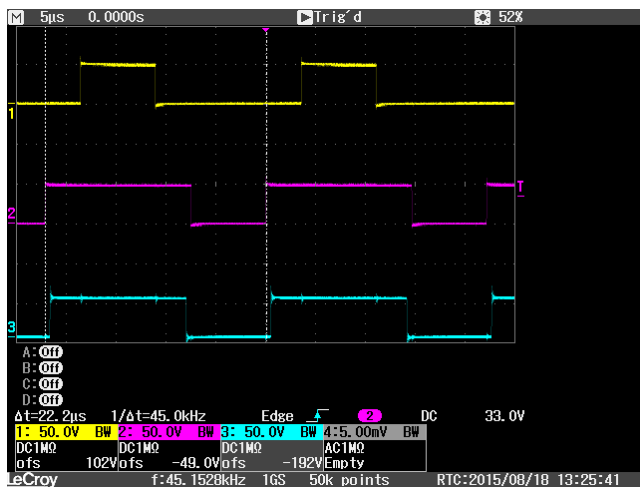 M 5μs 0.0000s Trig´d 52%
1
T
2
3
A: Off
B: Off
C: Off
D: Off
Δt=22.2μs 1/Δt=45.0kHz Edge 2 DC 33.0V
1: 50.0V BW 2: 50.0V BW 3: 50.0V BW 4:5.00mV BW
DC1MΩ DC1MΩ DC1MΩ AC1MΩ
ofs 102V ofs -49.0V ofs -192V Empty
LeCroy f:45.1528kHz 1GS 50k points RTC:2015/08/18 13:25:41